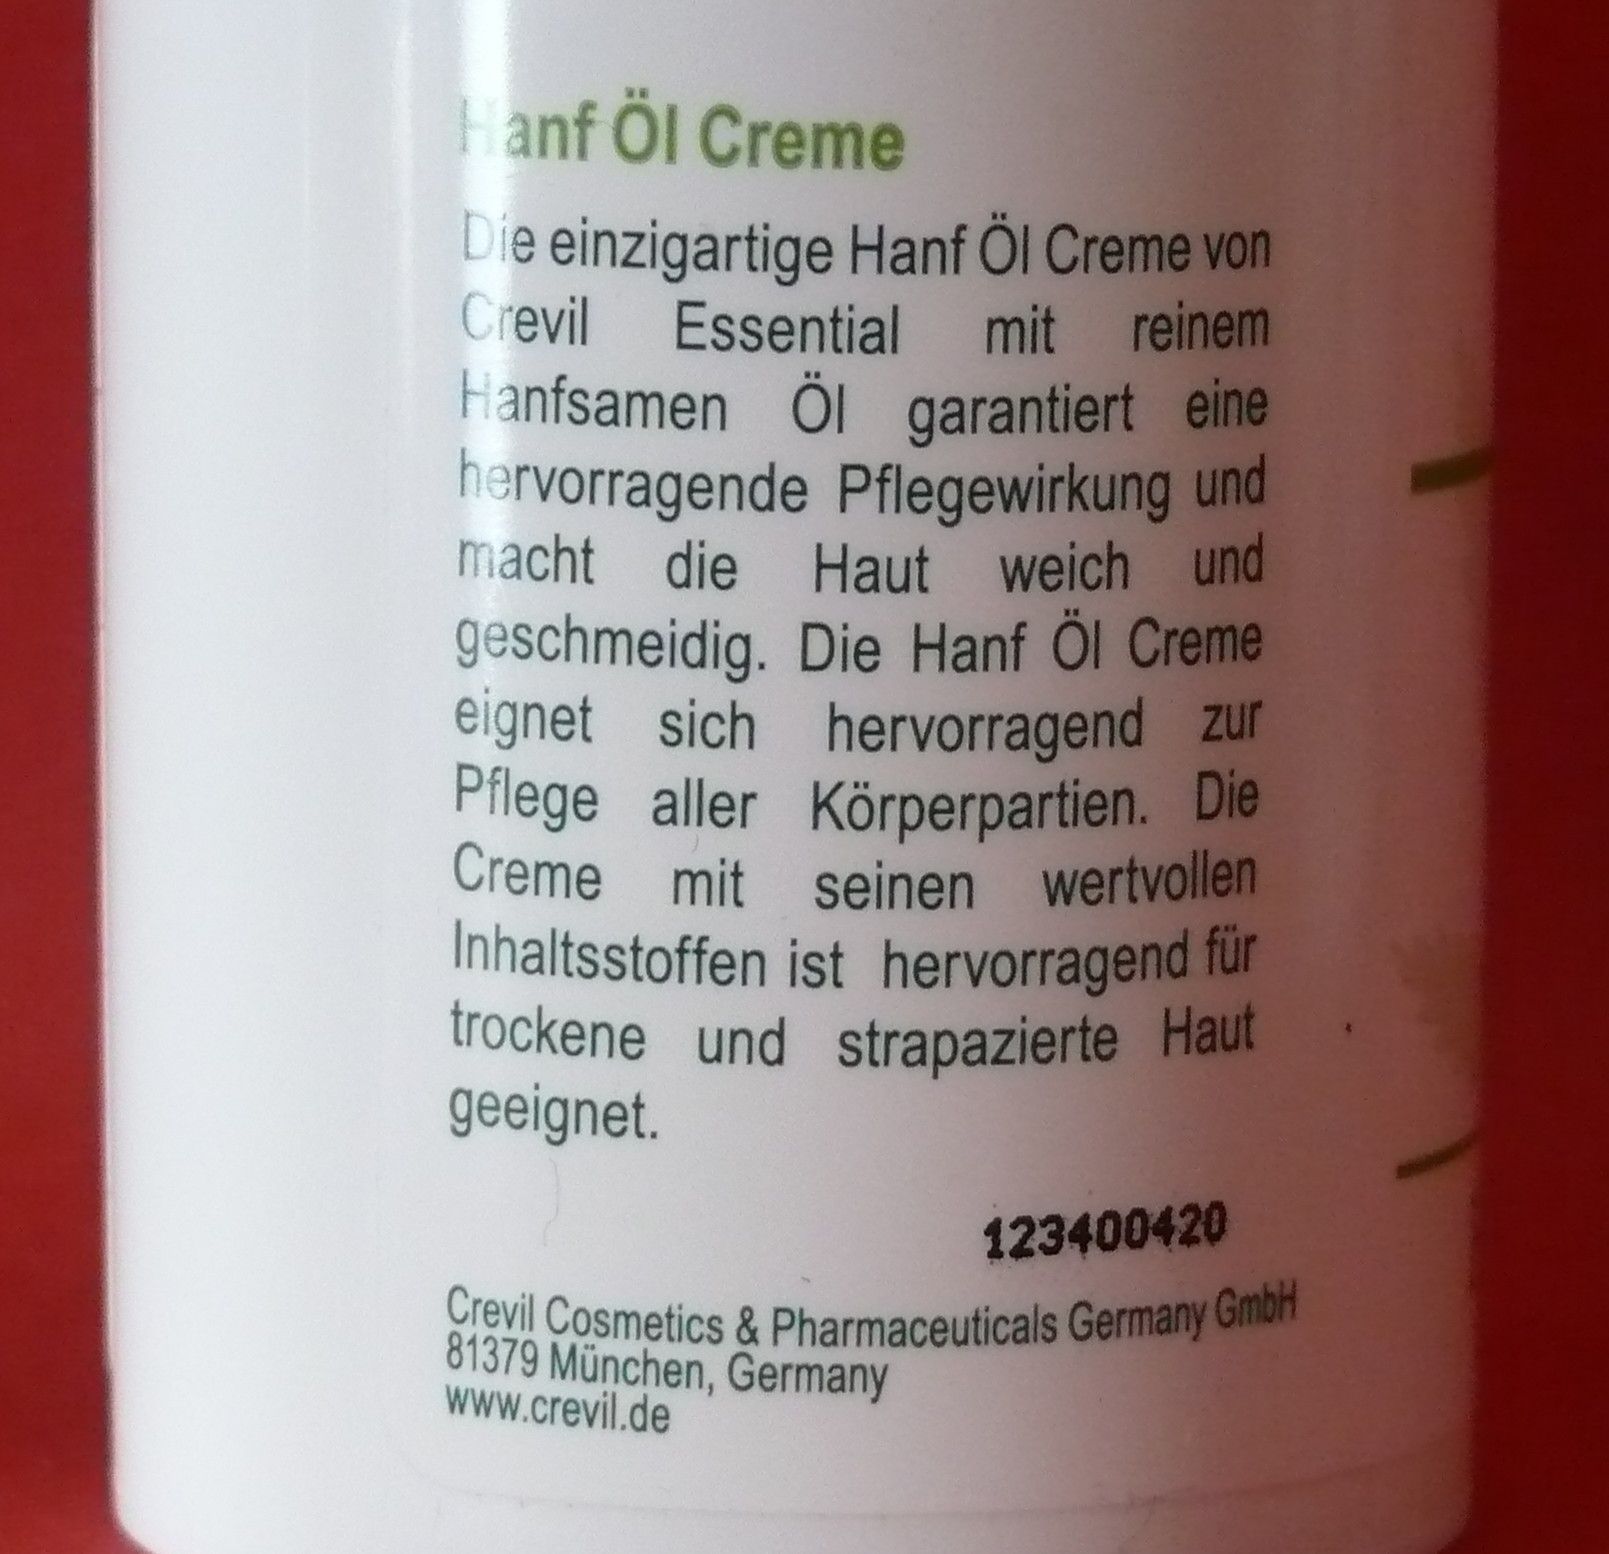 Hanf Öl Creme
Die einzigartige Hanf Öl Creme von
Crevil Essential mit reinem
Hanfsamen Öl garantiert eine
hervorragende Pflegewirkung und
macht die Haut weich und
geschmeidig. Die Hanf Öl Creme
eignet sich hervorragend zur
Pflege aller Körperpartien. Die
Creme mit seinen wertvollen
Inhaltsstoffen ist hervorragend für
trockene und strapazierte Haut
geeignet.
123400420
Crevil Cosmetics & Pharmaceuticals Germany GmbH
81379 München, Germany
www.crevil.de